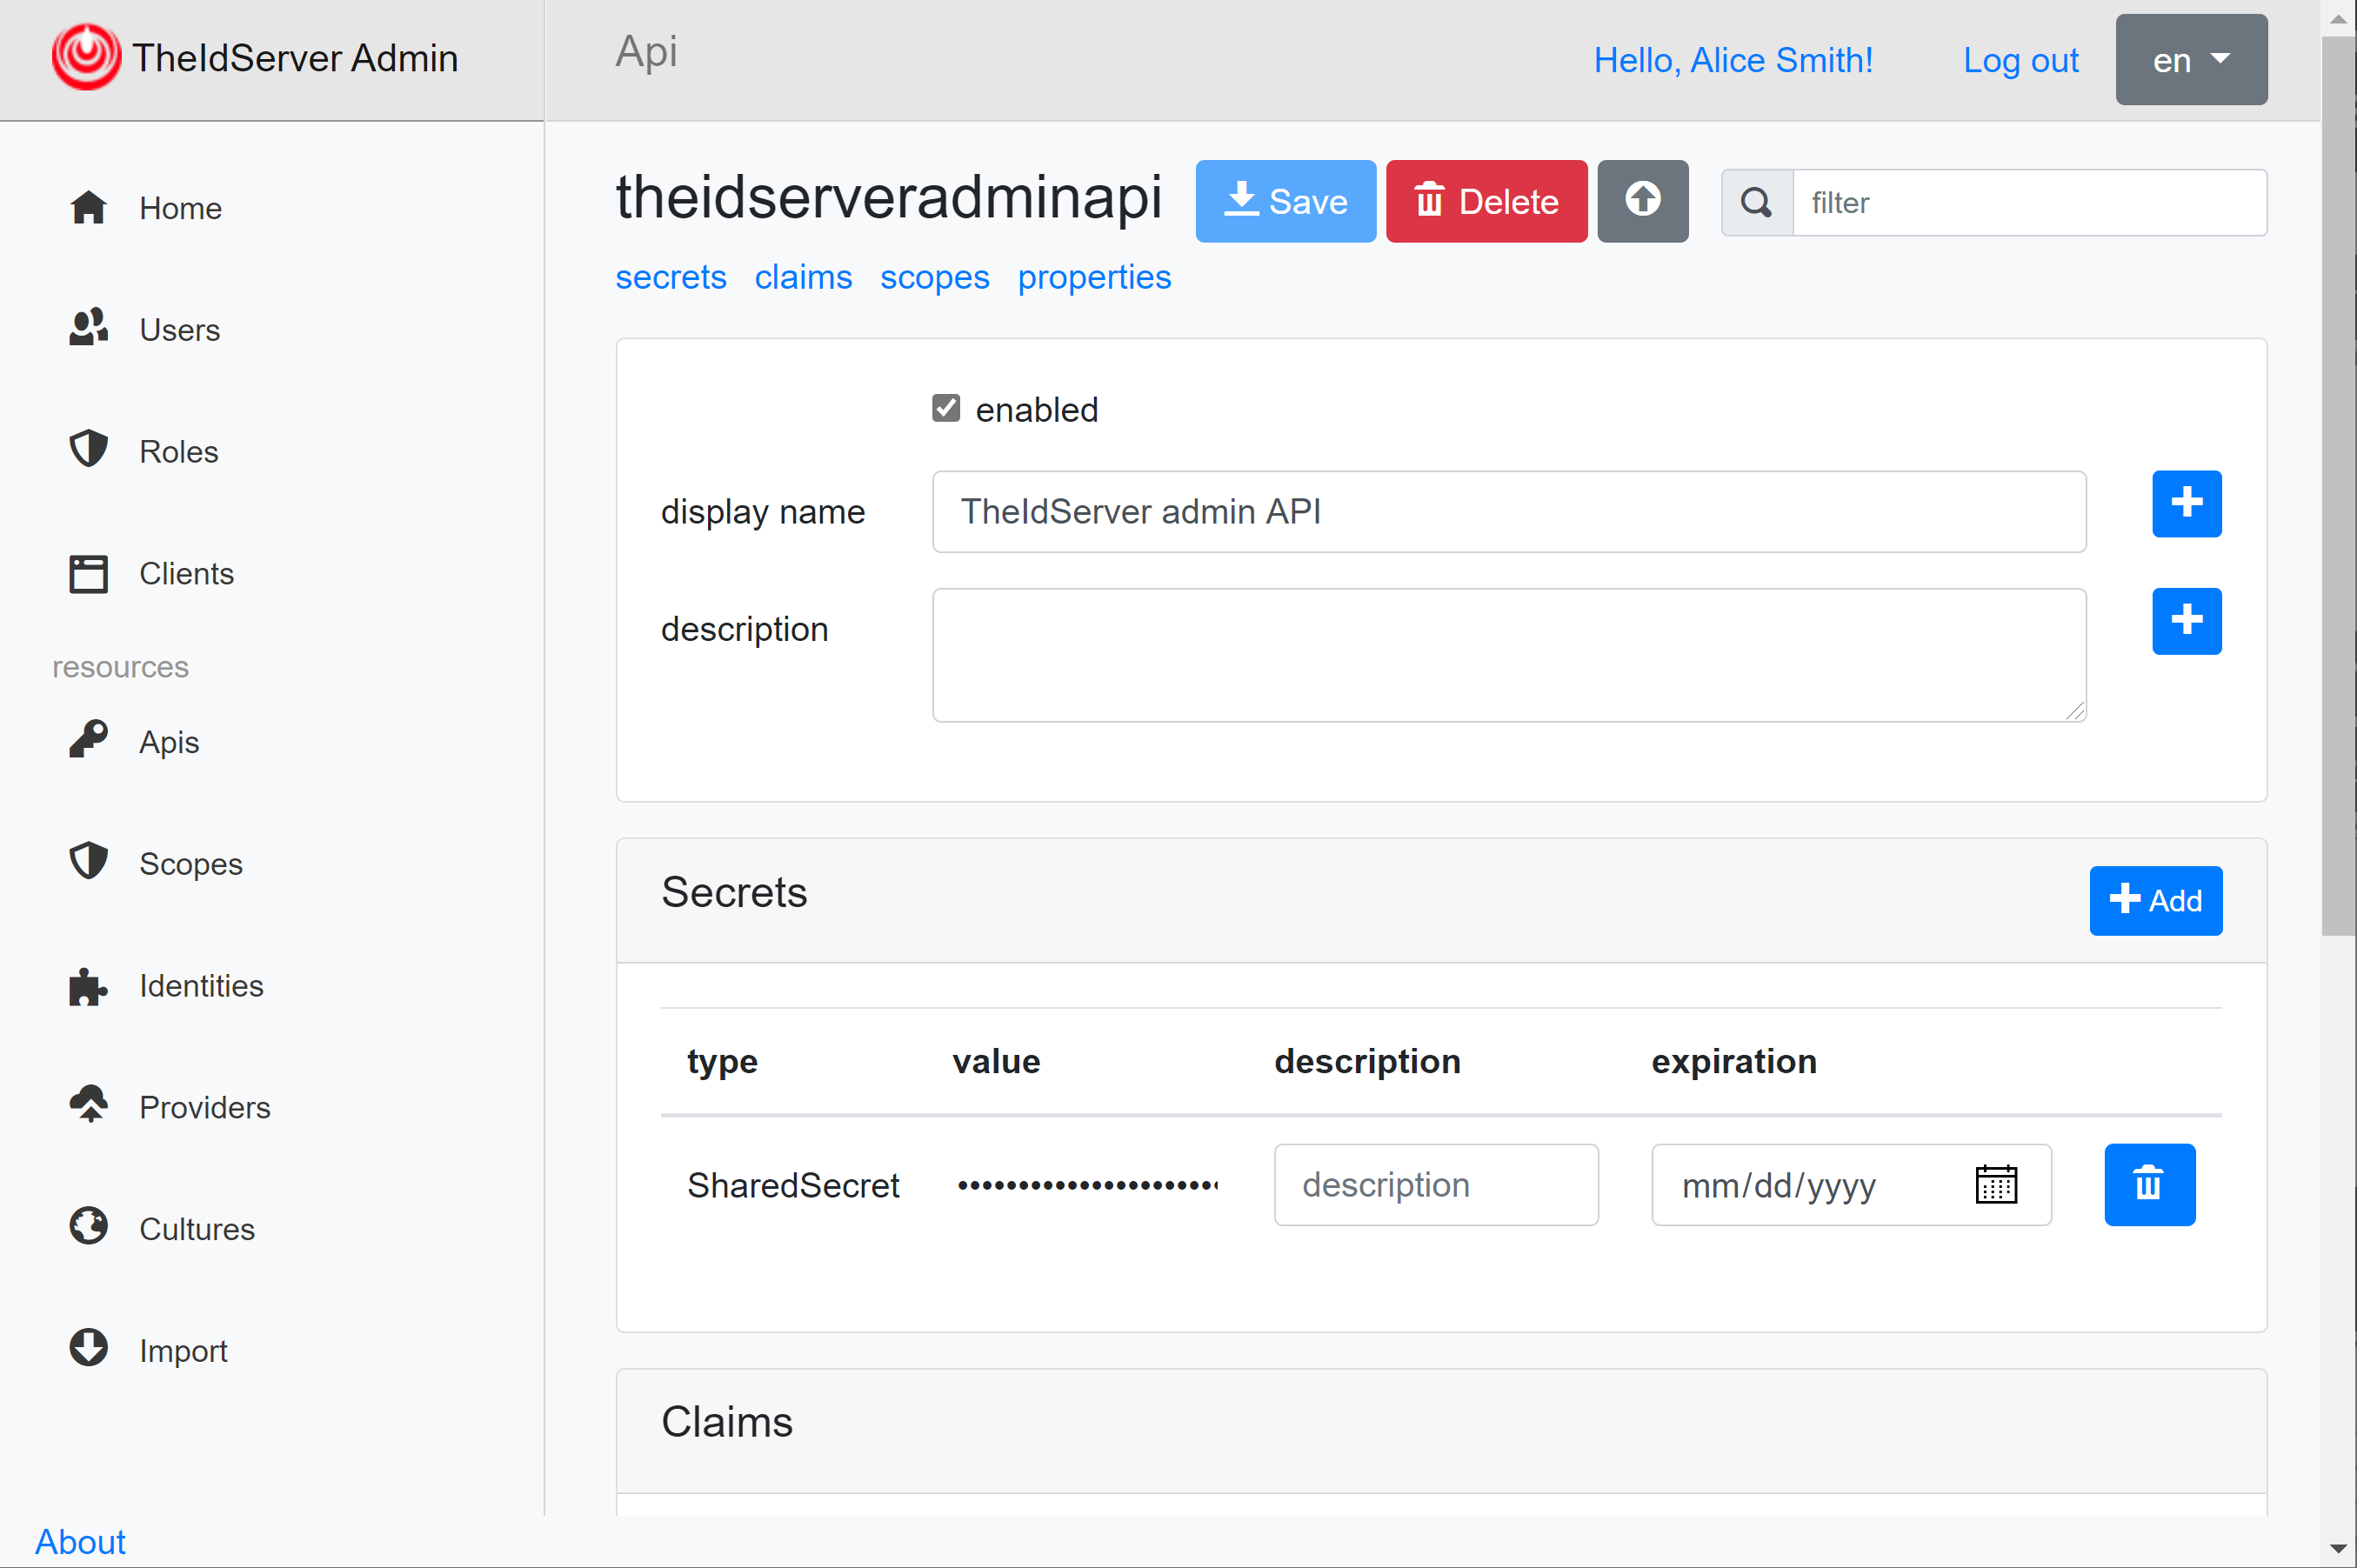 TheIdServer Admin
Api
Hello, Alice Smith!
Log out
en
Home
Users
Roles
Clients
resources
Apis
Scopes
Identities
Providers
Cultures
Import
About
theidserveradminapi
Save
Delete
filter
secrets claims scopes properties
enabled
display name
TheIdServer admin API
description
Secrets
Add
type value description expiration
SharedSecret •••••••••••••••••••••• description mm/dd/yyyy
Claims